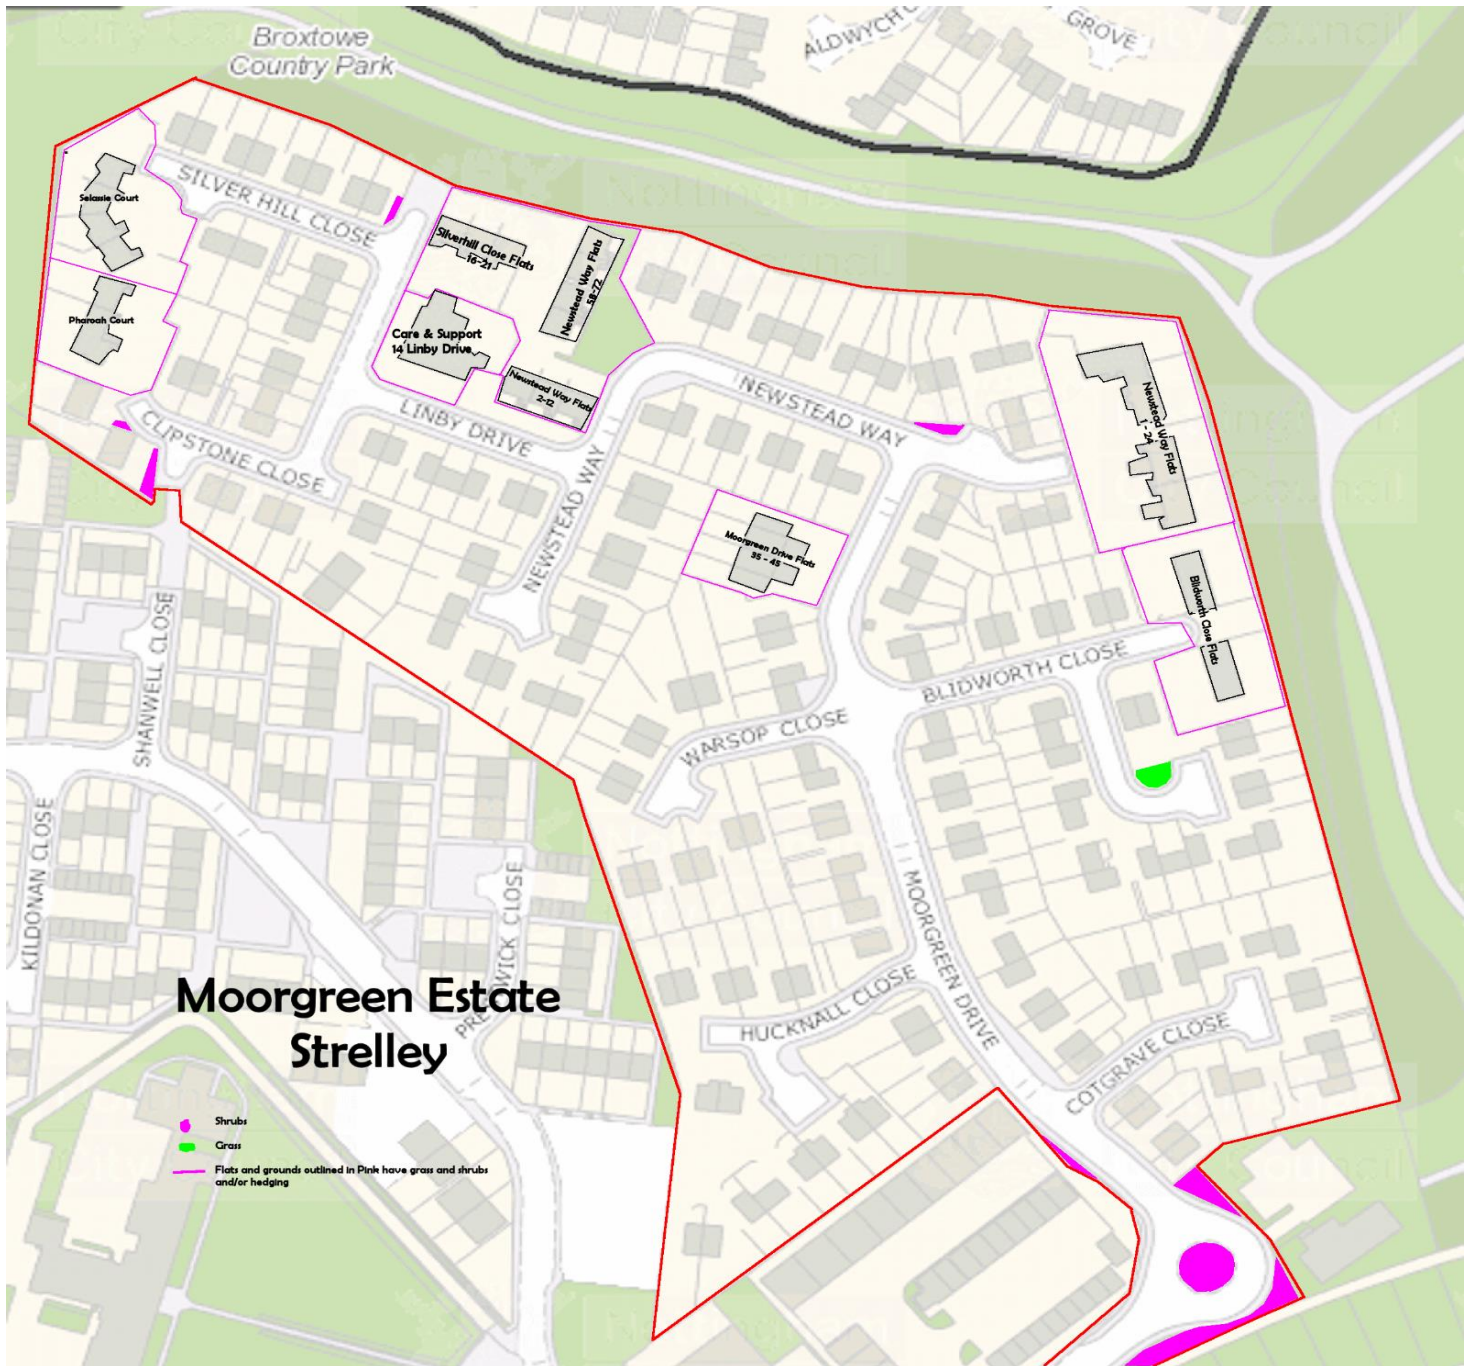 Broxtowe
Country Park
ALDWYCH C
GROVE
SILVER HILL CLOSE
Selassie Court
Silverhill Close Flats
16-21
Newstead Way Flats
58-72
Pharoah Court
Care & Support
14 Linby Drive
Newstead Way Flats
2-12
NEWSTEAD WAY
Newstead Way Flats
1 - 24
LINBY DRIVE
CLIPSTONE CLOSE
NEWSTEAD WAY
Moorgreen Drive Flats
35 - 45
Blidworth Close Flats
SHANWELL CLOSE
BLIDWORTH CLOSE
WARSOP CLOSE
KILDONAN CLOSE
MOORGREEN DRIVE
PRE WICK CLOSE
Moorgreen Estate
Strelley
HUCKNALL CLOSE
COTGRAVE CLOSE
Shrubs
Grass
Flats and grounds outlined in Pink have grass and shrubs
and/or hedging